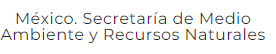 México. Secretaría de Medio
Ambiente y Recursos Naturales